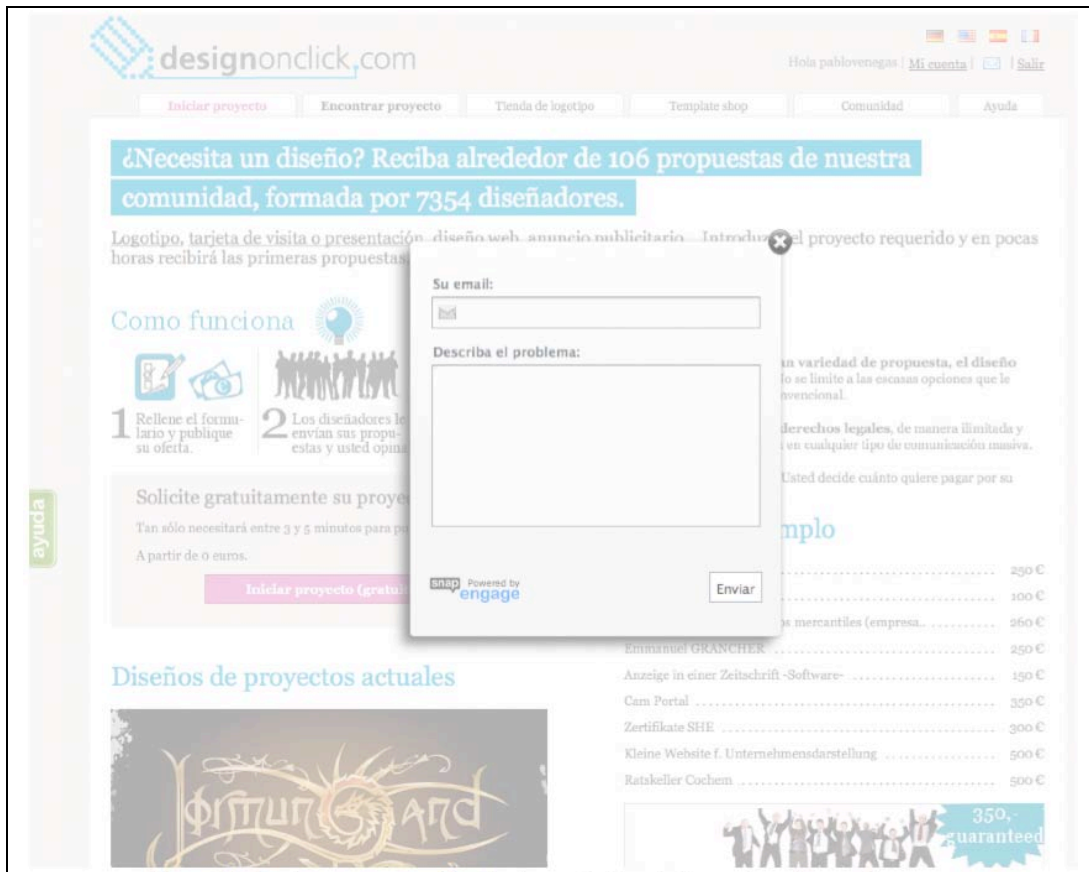 designonclick.com
Hola pablovenegas | Mi cuenta | | Salir
Iniciar proyecto Encontrar proyecto Tienda de logotipo Template shop Comunidad Ayuda
¿Necesita un diseño? Reciba alrededor de 106 propuestas de nuestra
comunidad, formada por 7354 diseñadores.
Logotipo, tarjeta de visita o presentación, diseño web, anuncio publicitario... el proyecto requerido y en pocas
horas recibirá las primeras propuestas.
Su email:
Describa el problema:
Powered by
snap engage
Enviar
Como funciona
1 Rellene el formu-
lario y publique
su oferta.
2 Los diseñadores le
envían sus propu-
estas y usted opina
variedad de propuesta, el diseño
se limite a las escasas opciones que le
derechos legales, de manera ilimitada y
en cualquier tipo de comunicación masiva.
Usted decide cuánto quiere pagar por su
Solicite gratuitamente su
Tan sólo necesitará entre 3 y 5 minutos para
A partir de 0 euros.
Iniciar proyecto
ayuda
250 €
100 €
mercantiles (empresa.. 260 €
Emmanuel GRANCHER 250 €
Anzeige in einer Zeitschrift -Software- 150 €
Cam Portal 350 €
Zertifikate SHE 300 €
Kleine Website f. Unternehmensdarstellung 500 €
Ratskeller Cochem 500 €
Diseños de proyectos actuales
350,-
guaranteed